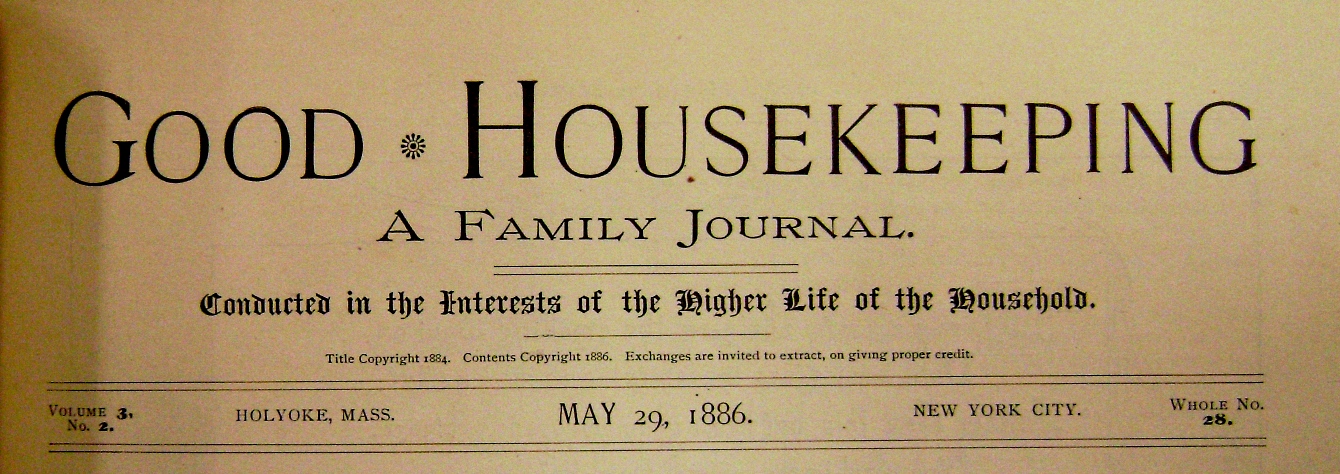 GOOD HOUSEKEEPING
A FAMILY JOURNAL.
Conducted in the Interests of the Higher Life of the Household.
Title Copyright 1884. Contents Copyright 1886. Exchanges are invited to extract, on giving proper credit.
VOLUME 3, No. 2.
HOLYOKE, MASS.
MAY 29, 1886.
NEW YORK CITY.
WHOLE No. 28.